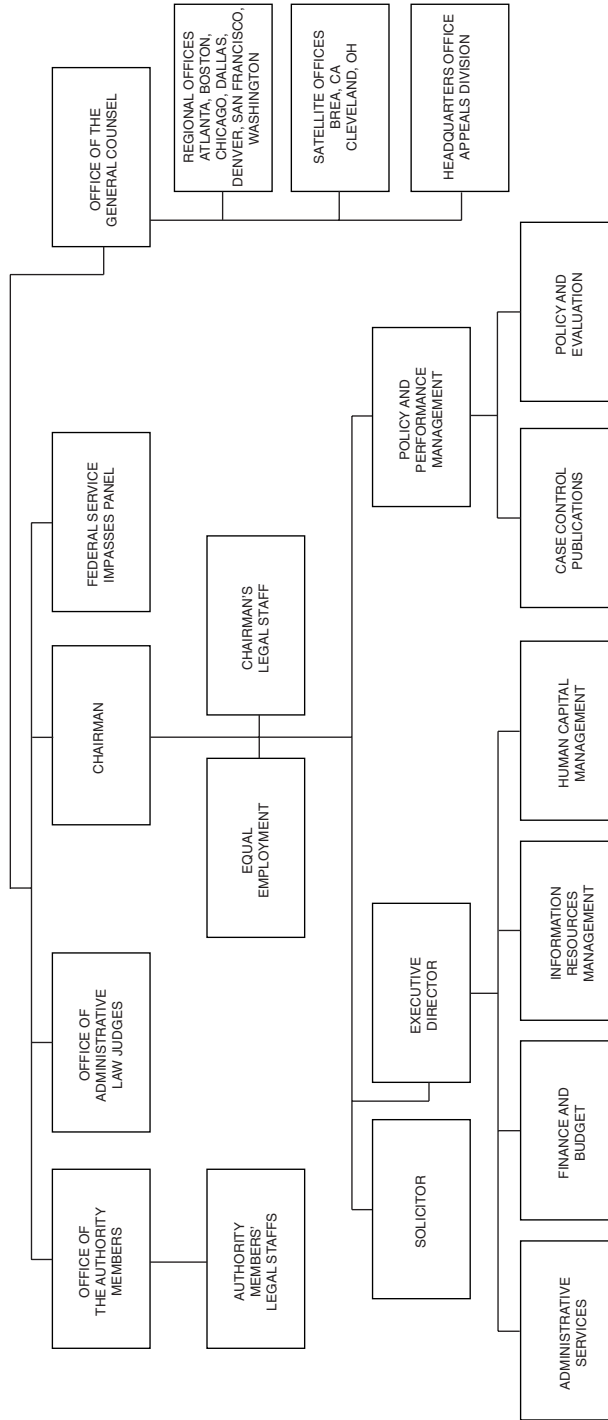 OFFICE OF
THE AUTHORITY
MEMBERS
OFFICE OF
ADMINISTRATIVE
LAW JUDGES
CHAIRMAN
FEDERAL SERVICE
IMPASSES PANEL
OFFICE OF THE
GENERAL COUNSEL
AUTHORITY
MEMBERS'
LEGAL STAFFS
EQUAL
EMPLOYMENT
CHAIRMAN'S
LEGAL STAFF
REGIONAL OFFICES
ATLANTA, BOSTON,
CHICAGO, DALLAS,
DENVER, SAN FRANCISCO,
WASHINGTON
SATELLITE OFFICES
BREA, CA
CLEVELAND, OH
HEADQUARTERS OFFICE
APPEALS DIVISION
SOLICITOR
EXECUTIVE
DIRECTOR
POLICY AND
PERFORMANCE
MANAGEMENT
ADMINISTRATIVE
SERVICES
FINANCE AND
BUDGET
INFORMATION
RESOURCES
MANAGEMENT
HUMAN CAPITAL
MANAGEMENT
CASE CONTROL
PUBLICATIONS
POLICY AND
EVALUATION